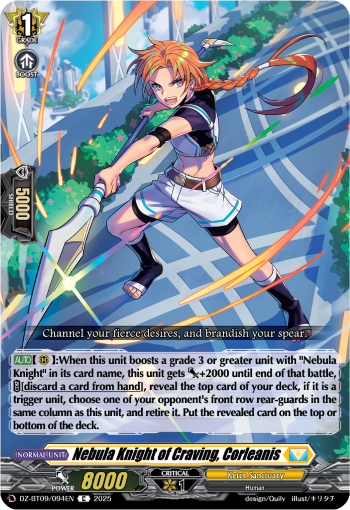 1
GRADE
BOOST
5000
SHIELD
Channel your fierce desires, and brandish your spear.
AUTO [RC]:When this unit boosts a grade 3 or greater unit with "Nebula
Knight" in its card name, this unit gets +2000 until end of that battle,
[discard a card from hand], reveal the top card of your deck, if it is a
trigger unit, choose one of your opponent's front row rear-guards in the
same column as this unit, and retire it. Put the revealed card on the top or
bottom of the deck.
NORMAL UNIT
Nebula Knight of Craving, Corleanis
POWER 8000
CRITICAL
1
Keter Sanctuary
Human
DZ-BT09/094EN C 2025
design/Quily illust/キリタチ